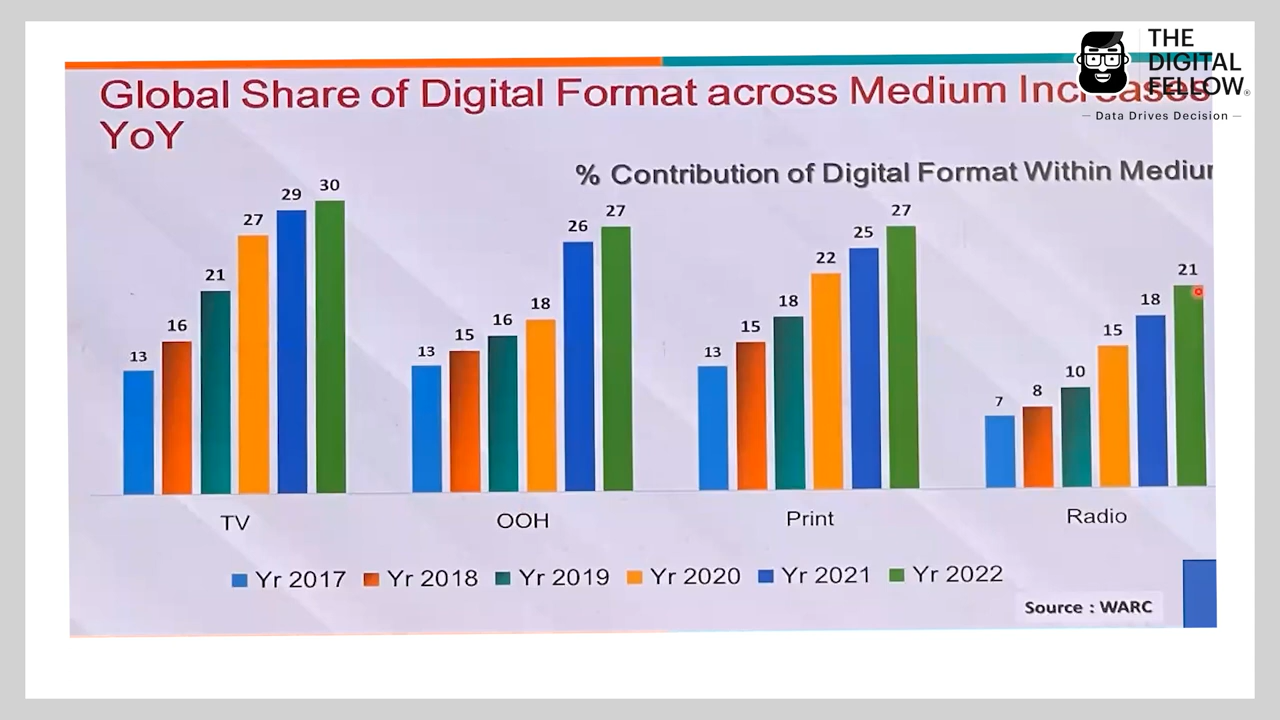 THE
DIGITAL
FELLOW®
— Data Drives Decision —
Global Share of Digital Format across Medium Increases
YoY
% Contribution of Digital Format Within
13 16 21 27 29 30
13 15 16 18 26 27
13 15 18 22 25 27
7 8 10 15 18 21
TV OOH Print Radio
Yr 2017 Yr 2018 Yr 2019 Yr 2020 Yr 2021 Yr 2022
Source : WARC